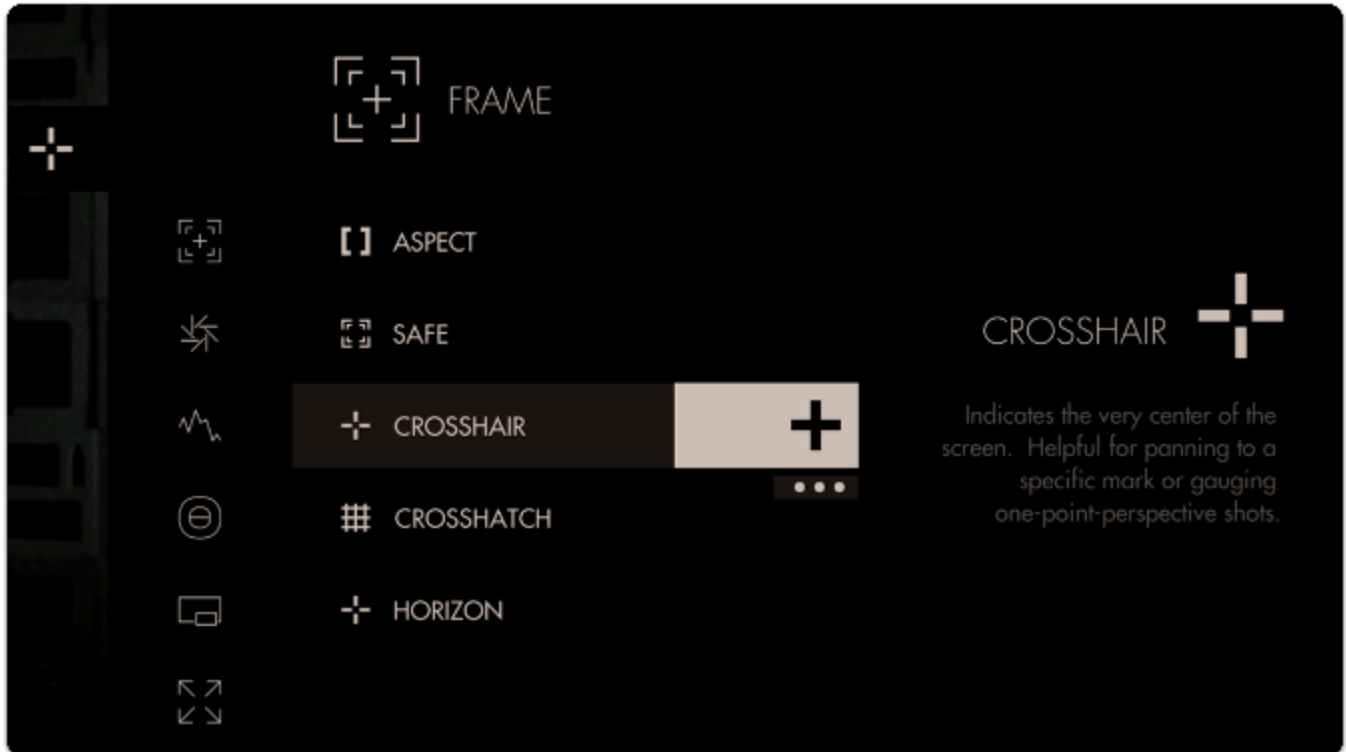 FRAME
ASPECT
SAFE
CROSSHAIR
CROSSHATCH
HORIZON
CROSSHAIR
Indicates the very center of the
screen.  Helpful for panning to a
specific mark or gauging
one-point-perspective shots.